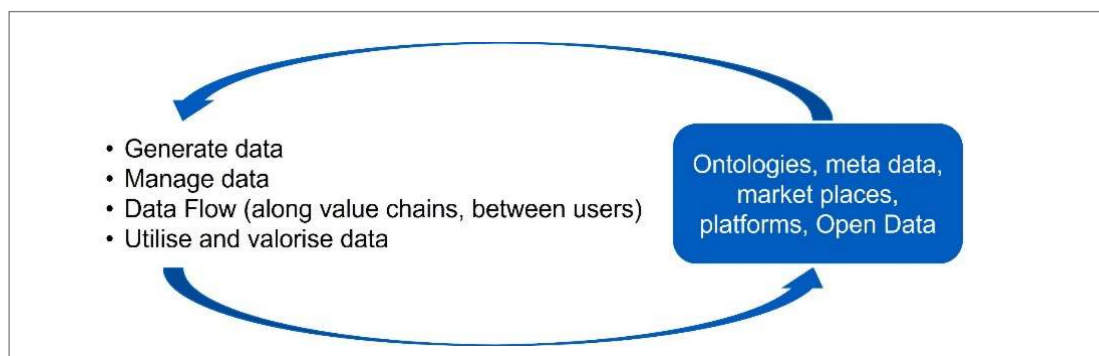 • Generate data
• Manage data
• Data Flow (along value chains, between users)
• Utilise and valorise data
Ontologies, meta data,
market places,
platforms, Open Data